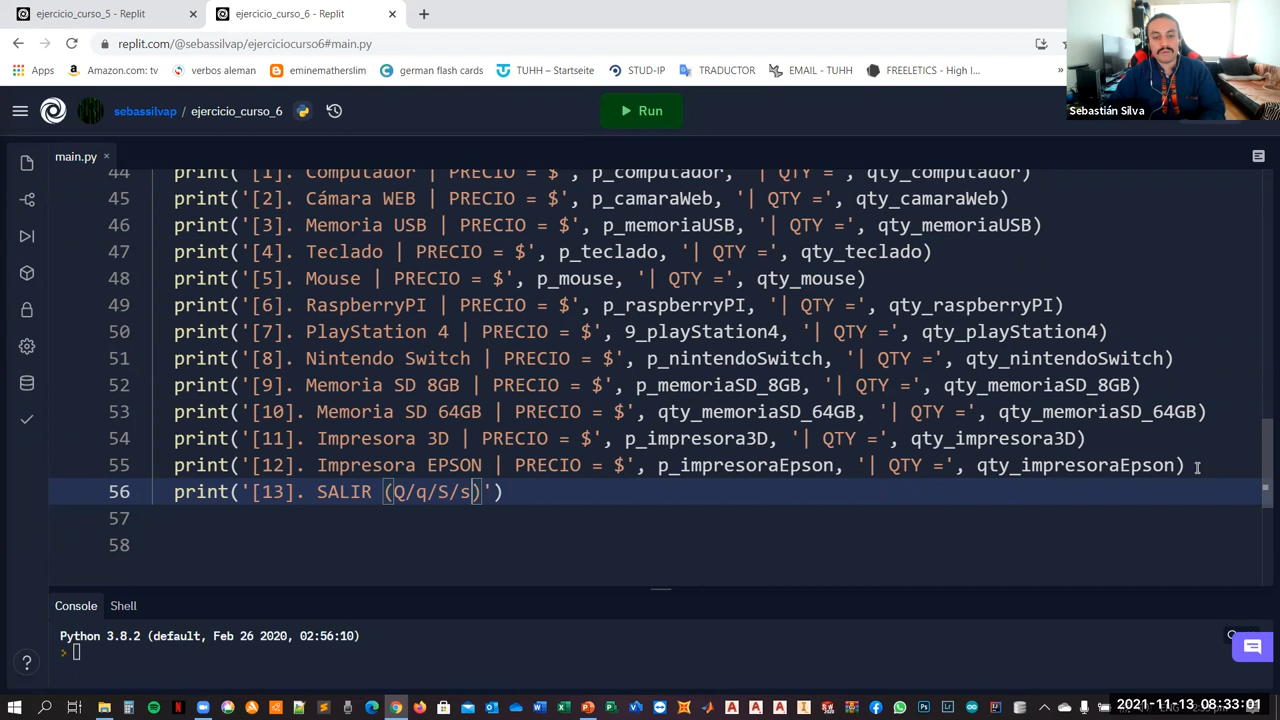 ejercicio_curso_5 - Replit × ejercicio_curso_6 - Replit × +
replit.com/@sebassilvap/ejerciciocurso6#main.py
Apps Amazon.com: tv verbos aleman eminematherslim german flash cards TUHH – Startseite STUD-IP TRADUCTOR EMAIL - TUHH FREELETICS - High I... »
Sebastián Silva
sebassilvap / ejercicio_curso_6 Run
main.py ×
44 print('[1]. Computador | PRECIO = $', p_computador, '| QTY =', qty_computador)
45 print('[2]. Cámara WEB | PRECIO = $', p_camaraWeb, '| QTY =', qty_camaraWeb)
46 print('[3]. Memoria USB | PRECIO = $', p_memoriaUSB, '| QTY =', qty_memoriaUSB)
47 print('[4]. Teclado | PRECIO = $', p_teclado, '| QTY =', qty_teclado)
48 print('[5]. Mouse | PRECIO = $', p_mouse, '| QTY =', qty_mouse)
49 print('[6]. RaspberryPI | PRECIO = $', p_raspberryPI, '| QTY =', qty_raspberryPI)
50 print('[7]. PlayStation 4 | PRECIO = $', 9_playStation4, '| QTY =', qty_playStation4)
51 print('[8]. Nintendo Switch | PRECIO = $', p_nintendoSwitch, '| QTY =', qty_nintendoSwitch)
52 print('[9]. Memoria SD 8GB | PRECIO = $', p_memoriaSD_8GB, '| QTY =', qty_memoriaSD_8GB)
53 print('[10]. Memoria SD 64GB | PRECIO = $', qty_memoriaSD_64GB, '| QTY =', qty_memoriaSD_64GB)
54 print('[11]. Impresora 3D | PRECIO = $', p_impresora3D, '| QTY =', qty_impresora3D)
55 print('[12]. Impresora EPSON | PRECIO = $', p_impresoraEpson, '| QTY =', qty_impresoraEpson)
56 print('[13]. SALIR (Q/q/S/s)')
57
58
Console Shell
Python 3.8.2 (default, Feb 26 2020, 02:56:10)
>
?
2021-11-13 08:33:01